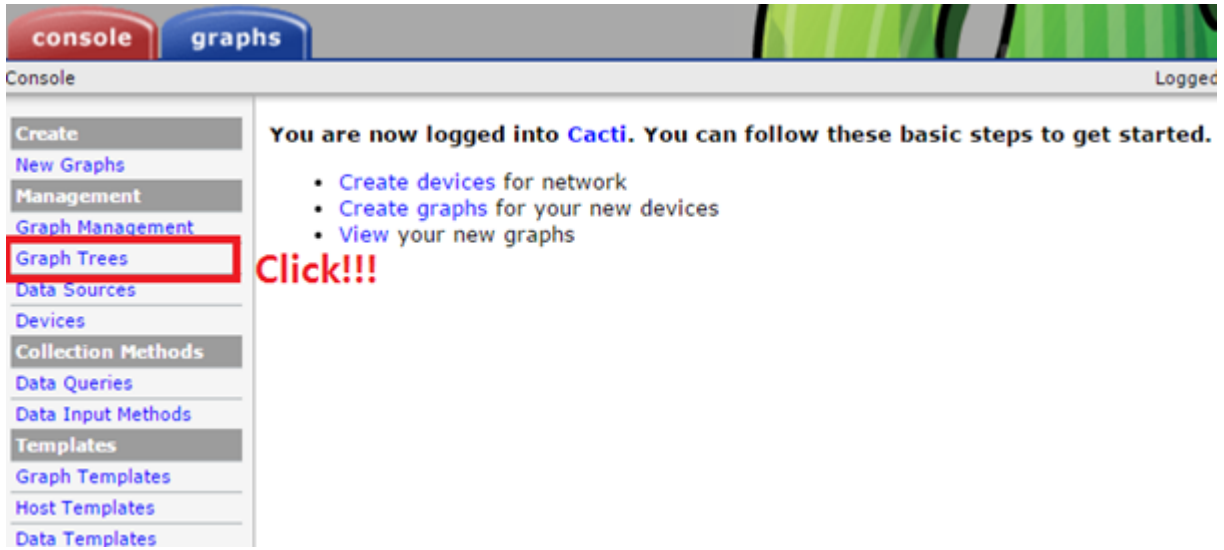 console graphs
Console Logged
Create
New Graphs
Management
Graph Management
Graph Trees
Data Sources
Devices
Collection Methods
Data Queries
Data Input Methods
Templates
Graph Templates
Host Templates
Data Templates
You are now logged into Cacti. You can follow these basic steps to get started.
• Create devices for network
• Create graphs for your new devices
• View your new graphs
Click!!!